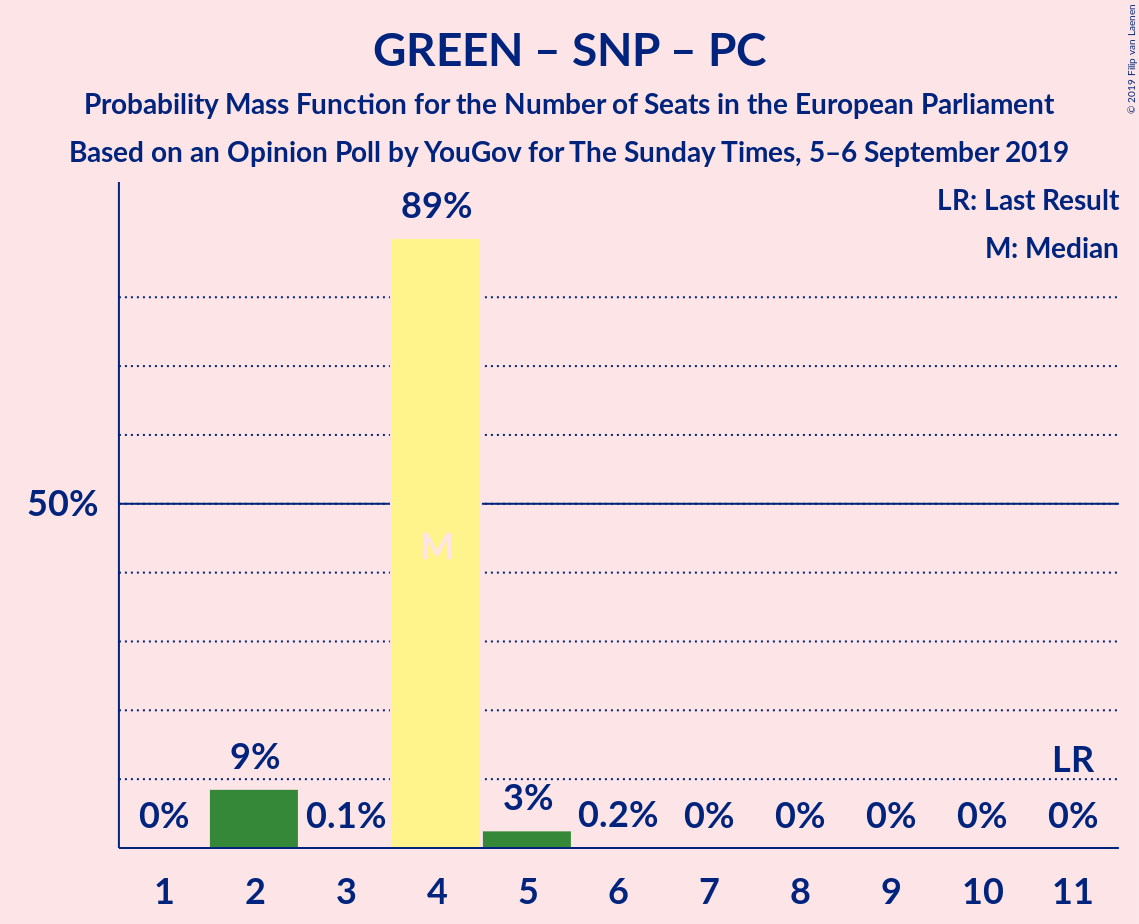 GREEN – SNP – PC
Probability Mass Function for the Number of Seats in the European Parliament
Based on an Opinion Poll by YouGov for The Sunday Times, 5–6 September 2019
© 2019 Filip van Laenen
LR: Last Result
M: Median
89%
50%
M
9%
LR
0%
0.1%
3%
0.2%
0%
0%
0%
0%
0%
1 2 3 4 5 6 7 8 9 10 11